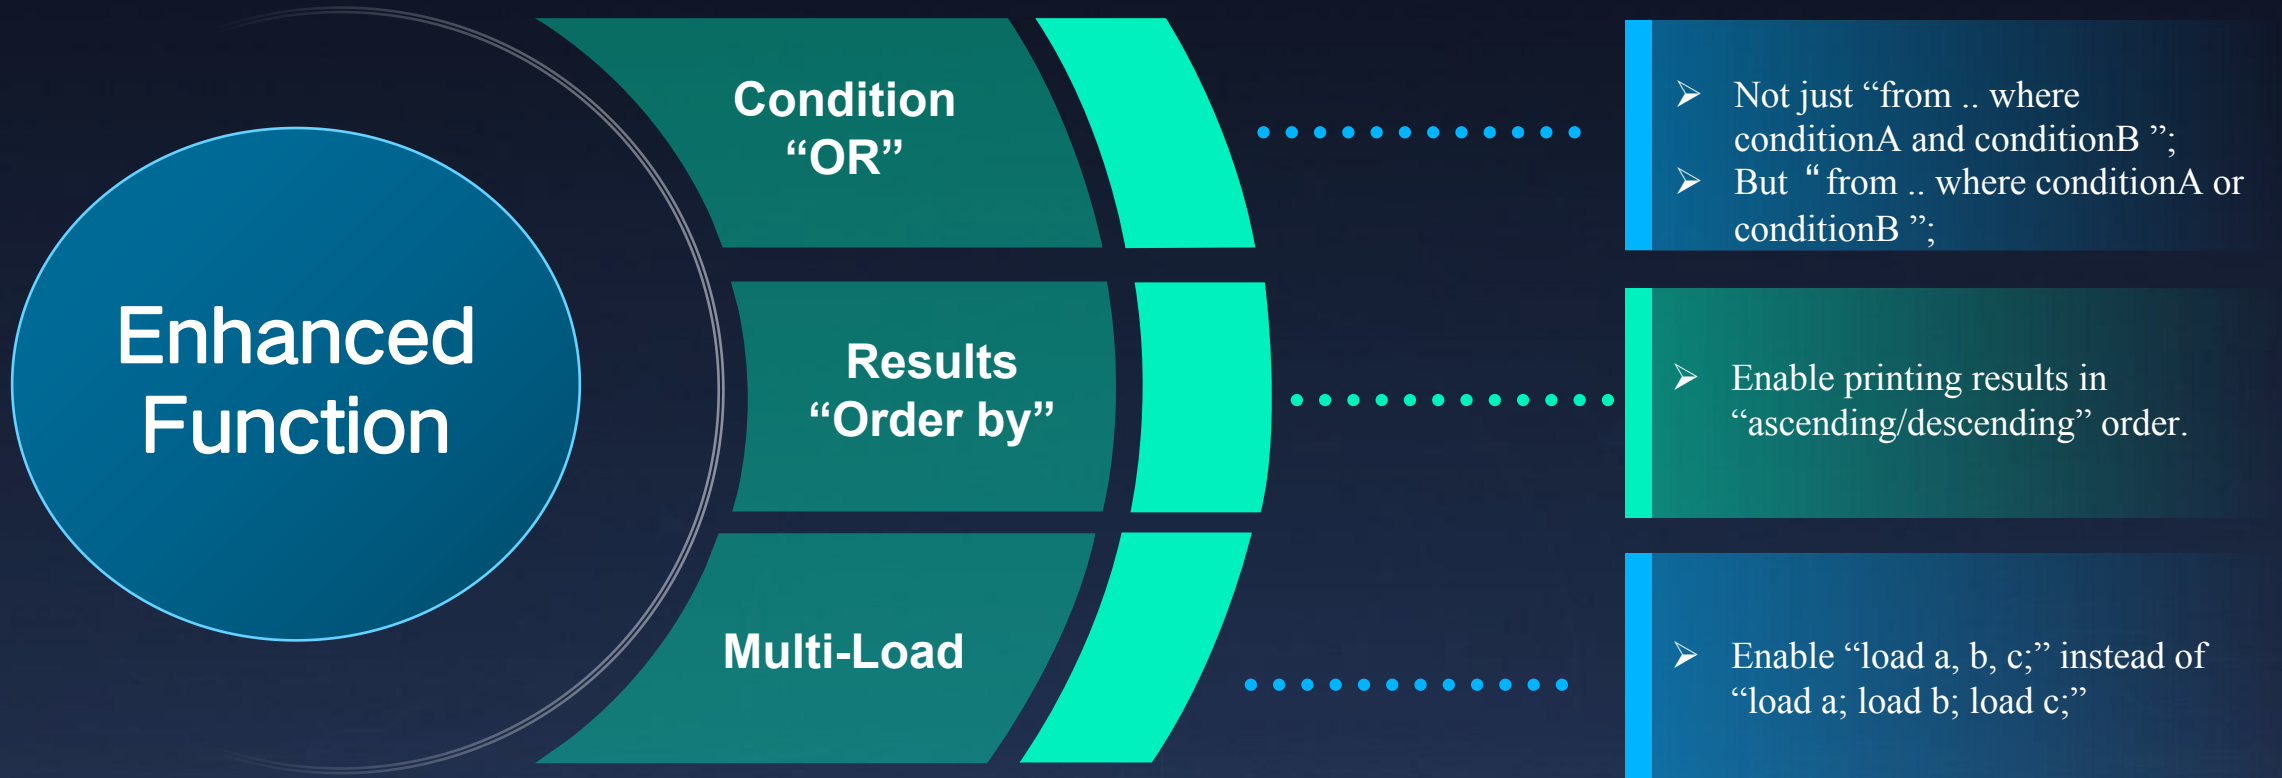 Enhanced
Function
Condition
“OR”
➢ Not just “from .. where
conditionA and conditionB ”;
➢ But “ from .. where conditionA or
conditionB ”;
Results
“Order by”
➢ Enable printing results in
“ascending/descending” order.
Multi-Load
➢ Enable “load a, b, c;” instead of
“load a; load b; load c;”